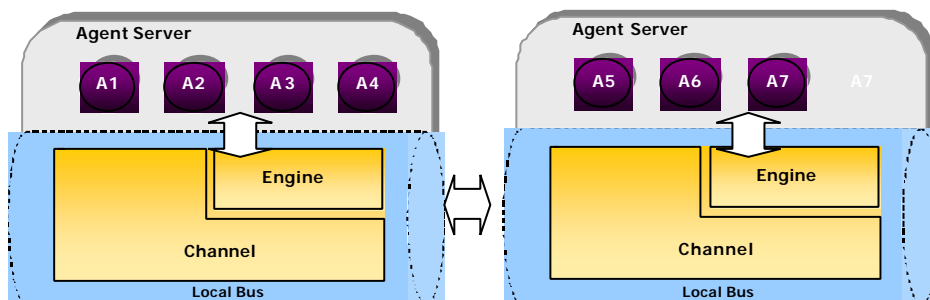 Agent Server
A1 A2 A3 A4
Engine
Channel
Local Bus
Agent Server
A5 A6 A7 A7
Engine
Channel
Local Bus